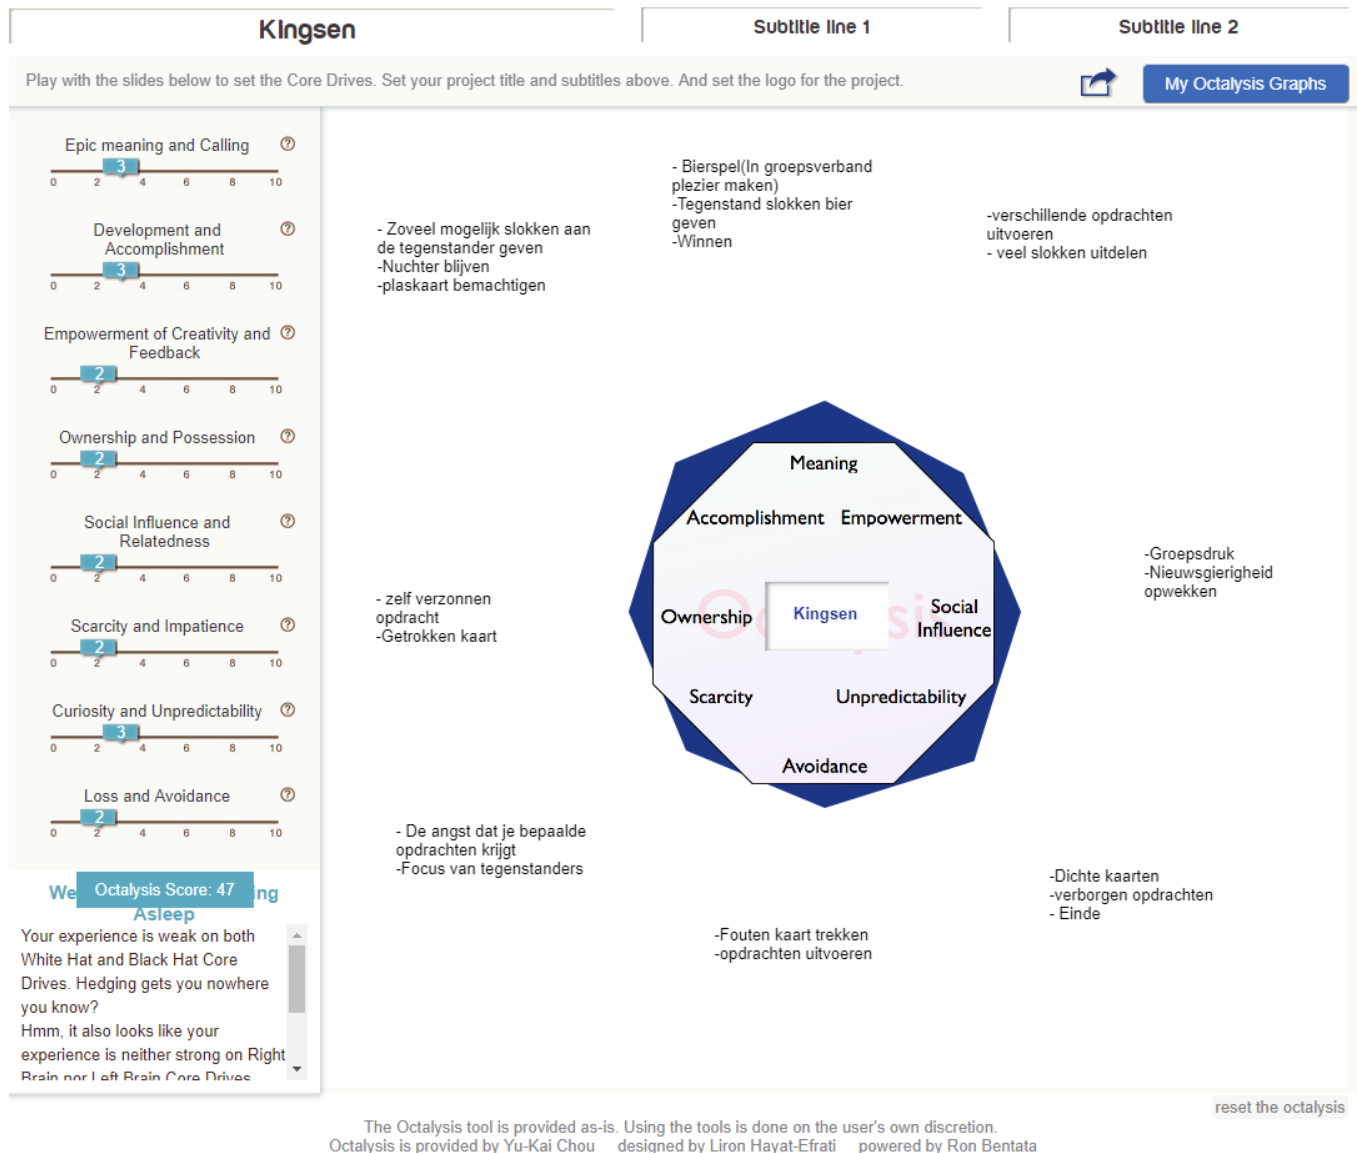 Kingsen
Subtitle line 1
Subtitle line 2
Play with the slides below to set the Core Drives. Set your project title and subtitles above. And set the logo for the project.
My Octalysis Graphs
Epic meaning and Calling
3
0 2 4 6 8 10
Development and
Accomplishment
3
0 2 4 6 8 10
Empowerment of Creativity and
Feedback
2
0 2 4 6 8 10
Ownership and Possession
2
0 2 4 6 8 10
Social Influence and
Relatedness
2
0 2 4 6 8 10
Scarcity and Impatience
2
0 2 4 6 8 10
Curiosity and Unpredictability
3
0 2 4 6 8 10
Loss and Avoidance
2
0 2 4 6 8 10
Octalysis Score: 47
Asleep
Your experience is weak on both
White Hat and Black Hat Core
Drives. Hedging gets you nowhere
you know?
Hmm, it also looks like your
experience is neither strong on Right
Brain nor Left Brain Core Drives
- Zoveel mogelijk slokken aan
de tegenstander geven
-Nuchter blijven
-plaskaart bemachtigen
- Bierspel(In groepsverband
plezier maken)
-Tegenstand slokken bier
geven
-Winnen
-verschillende opdrachten
uitvoeren
- veel slokken uitdelen
Meaning
Accomplishment
Empowerment
Ownership
Kingsen
Social
Influence
Scarcity
Unpredictability
Avoidance
- zelf verzonnen
opdracht
-Getrokken kaart
-Groepsdruk
-Nieuwsgierigheid
opwekken
- De angst dat je bepaalde
opdrachten krijgt
-Focus van tegenstanders
-Fouten kaart trekken
-opdrachten uitvoeren
-Dichte kaarten
-verborgen opdrachten
- Einde
reset the octalysis
The Octalysis tool is provided as-is. Using the tools is done on the user's own discretion.
Octalysis is provided by Yu-Kai Chou designed by Liron Hayat-Efrati powered by Ron Bentata